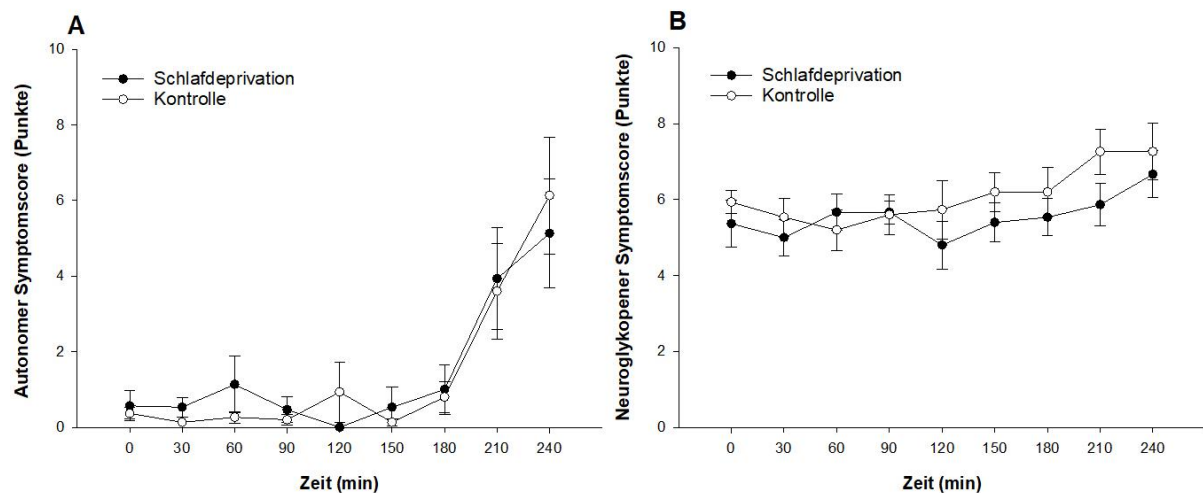 A
Autonomer Symptomscore (Punkte)
10
8
6
4
2
0
Schlafdeprivation
Kontrolle
0 30 60 90 120 150 180 210 240
Zeit (min)
B
Neuroglykopener Symptomscore (Punkte)
10
8
6
4
2
0
Schlafdeprivation
Kontrolle
0 30 60 90 120 150 180 210 240
Zeit (min)